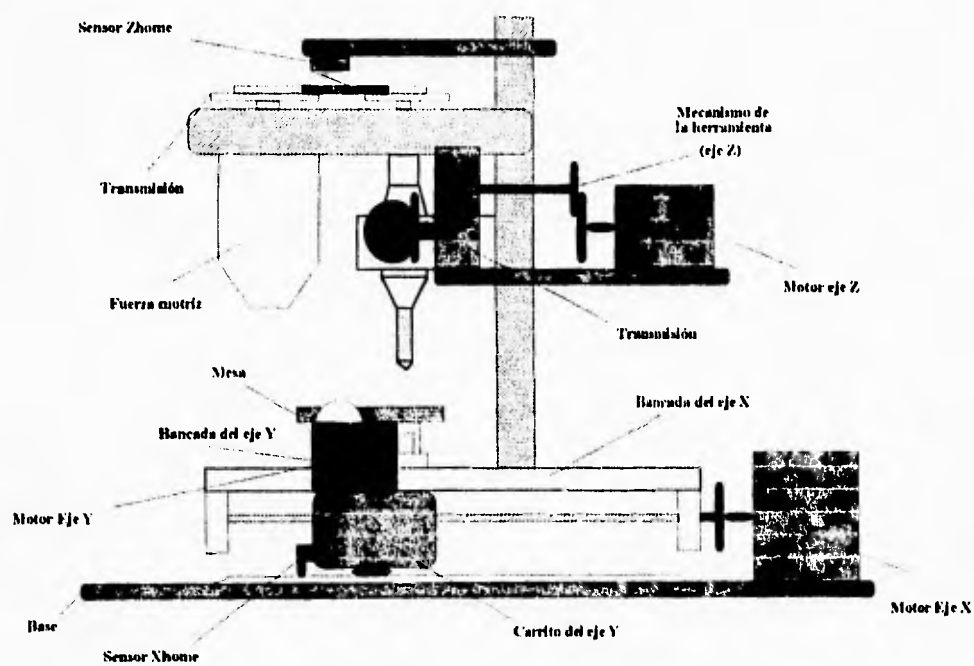 Sensor Zhome
Mecanismo de
la herramienta
(eje Z)
Transmisión
Fuerza motriz
Motor eje Z
Transmisión
Mesa
Bancada del eje X
Bancada del eje Y
Motor Eje Y
Base
Carrito del eje Y
Motor Eje X
Sensor Xhome